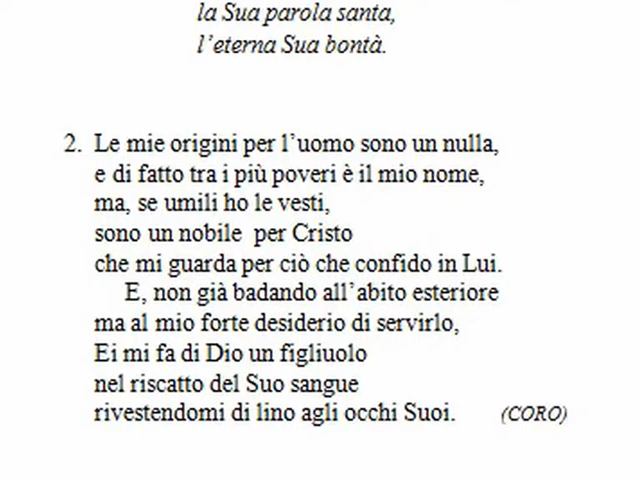 la Sua parola santa,
l'eterna Sua bontà.
2. Le mie origini per l'uomo sono un nulla,
e di fatto tra i più poveri è il mio nome,
ma, se umili ho le vesti,
sono un nobile per Cristo
che mi guarda per ciò che confido in Lui.
E, non già badando all'abito esteriore
ma al mio forte desiderio di servirlo,
Ei mi fa di Dio un figliuolo
nel riscatto del Suo sangue
rivestendomi di lino agli occhi Suoi. (CORO)